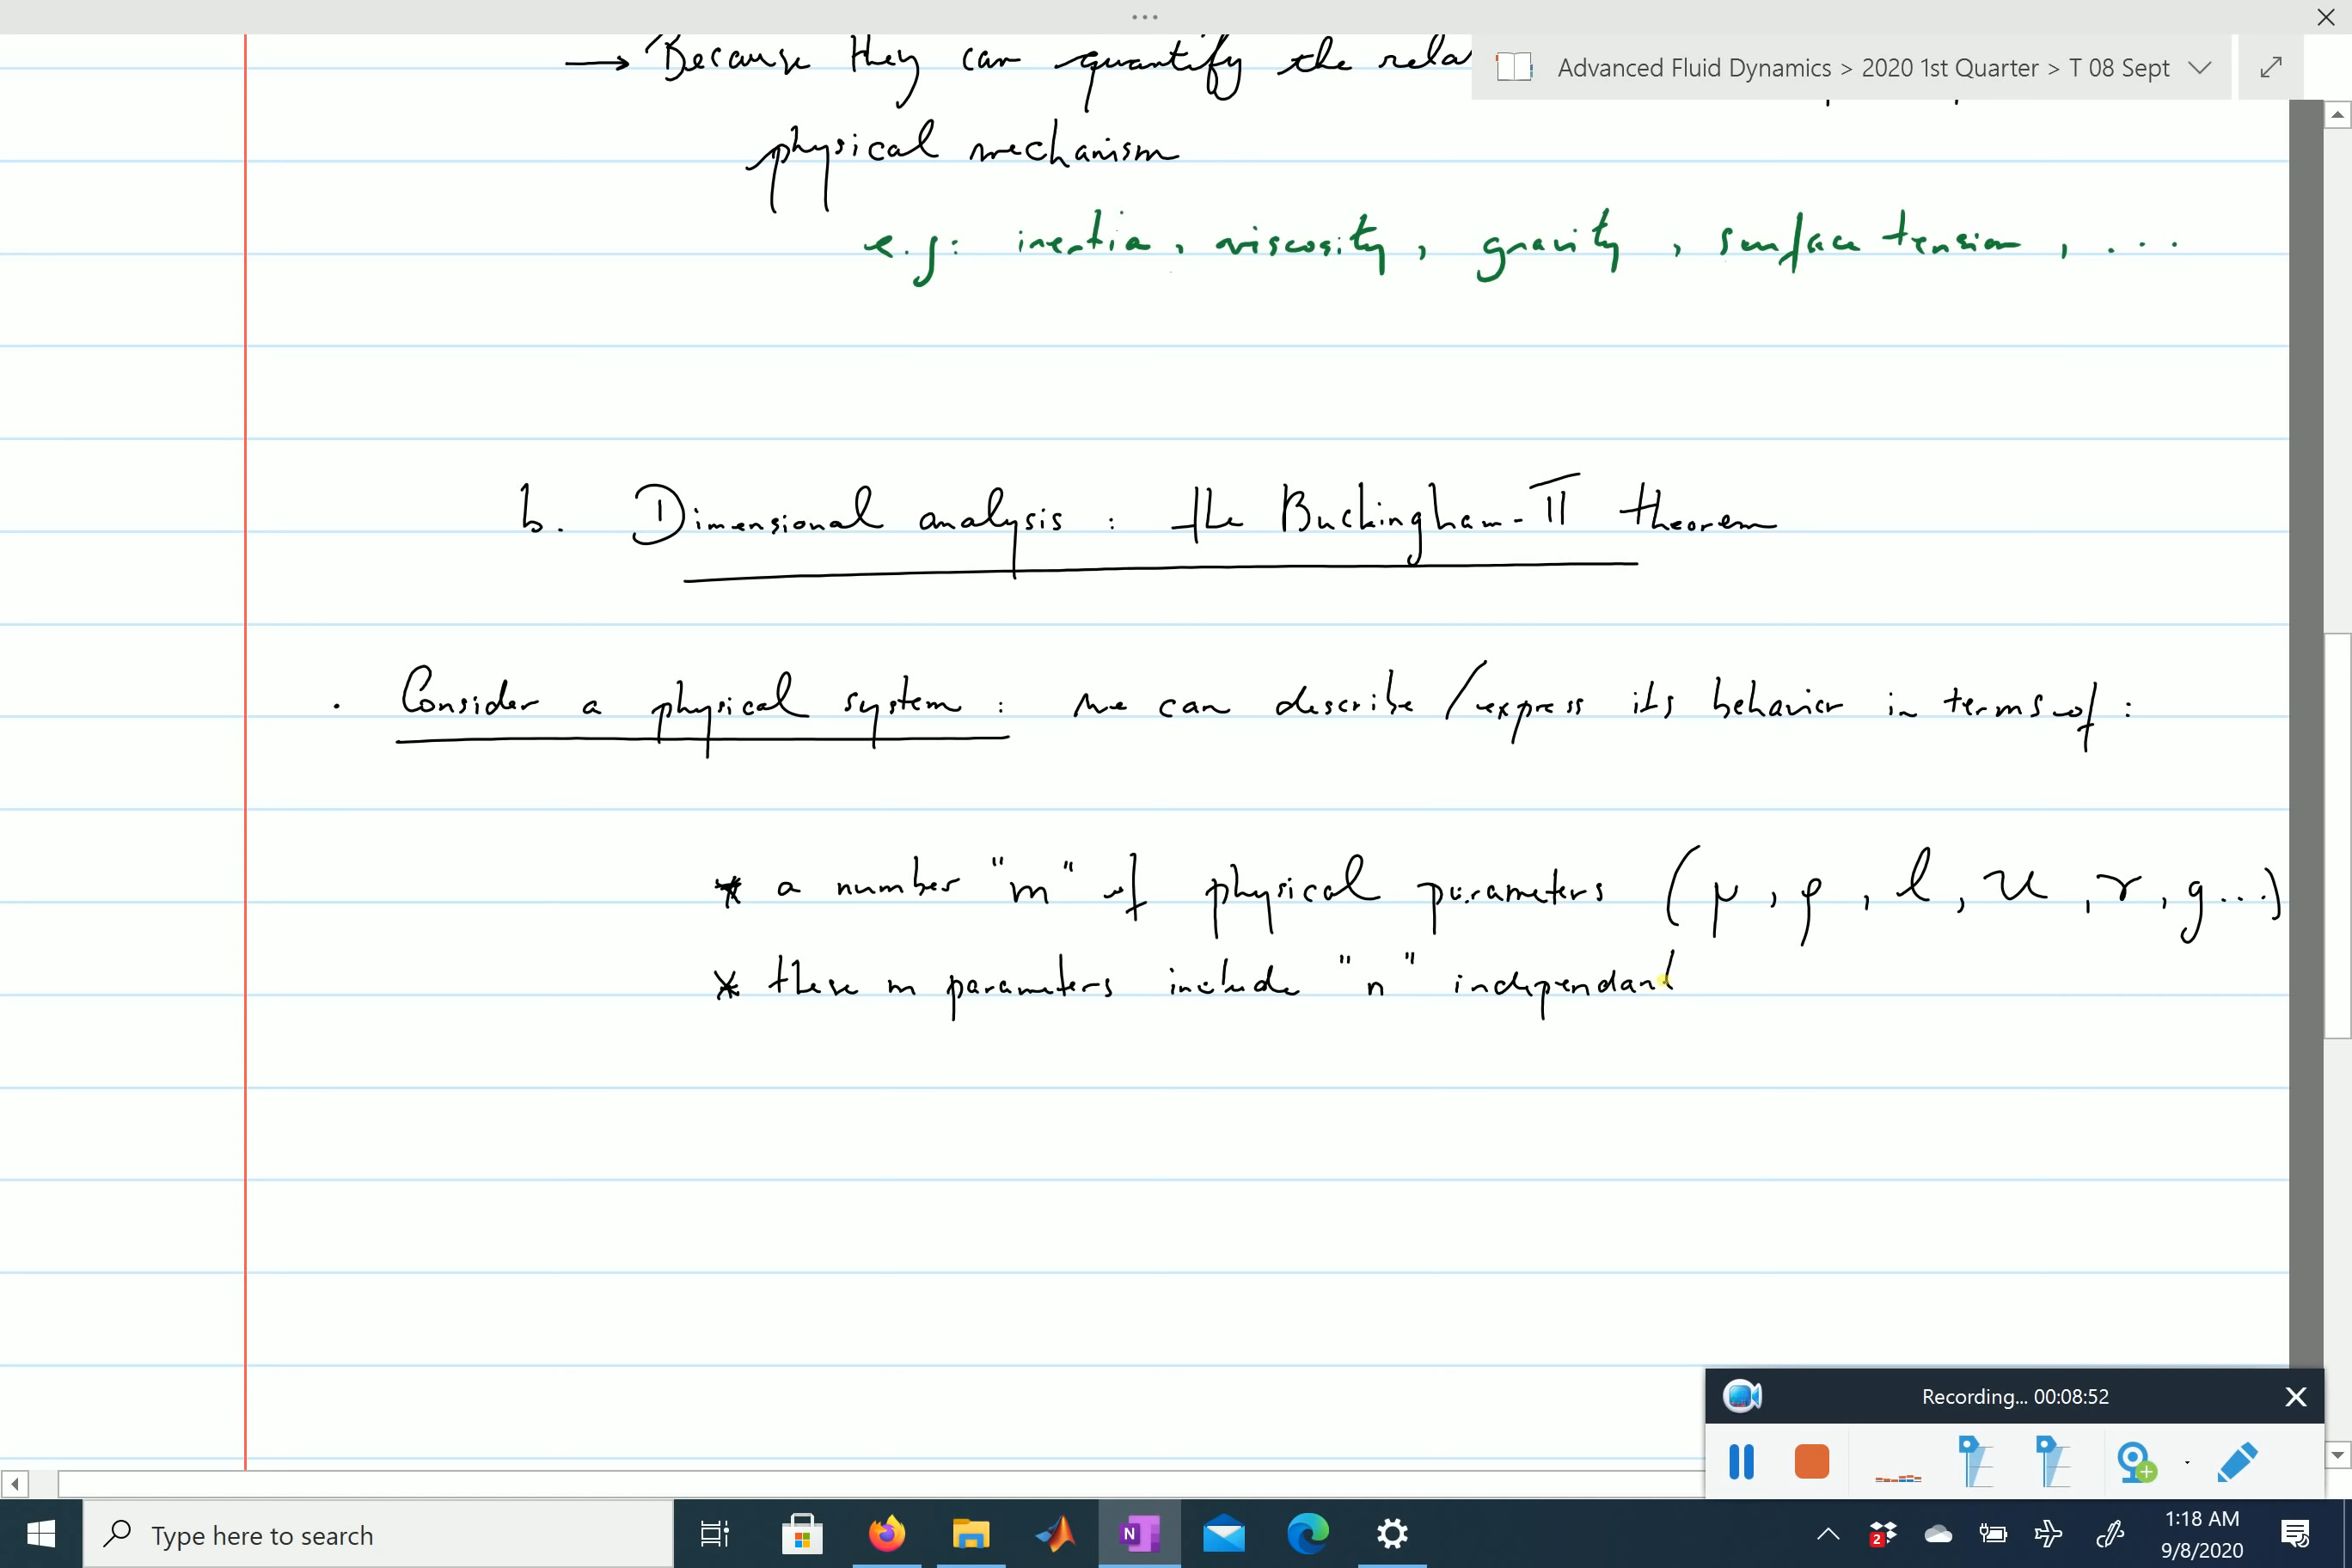 → Because they can quantify the rela
Advanced Fluid Dynamics > 2020 1st Quarter > T 08 Sept
physical mechanism
e.g: inertia, viscosity, gravity, surface tension, ...
b. Dimensional analysis : the Buckingham-Π theorem
. Consider a physical system : we can describe /express its behavior in terms of :
* a number "m" of physical parameters (μ, ρ, l, u, r, g...)
* these m parameters include "n" independant
Recording... 00:08:52
Type here to search
N
2
1:18 AM
9/8/2020